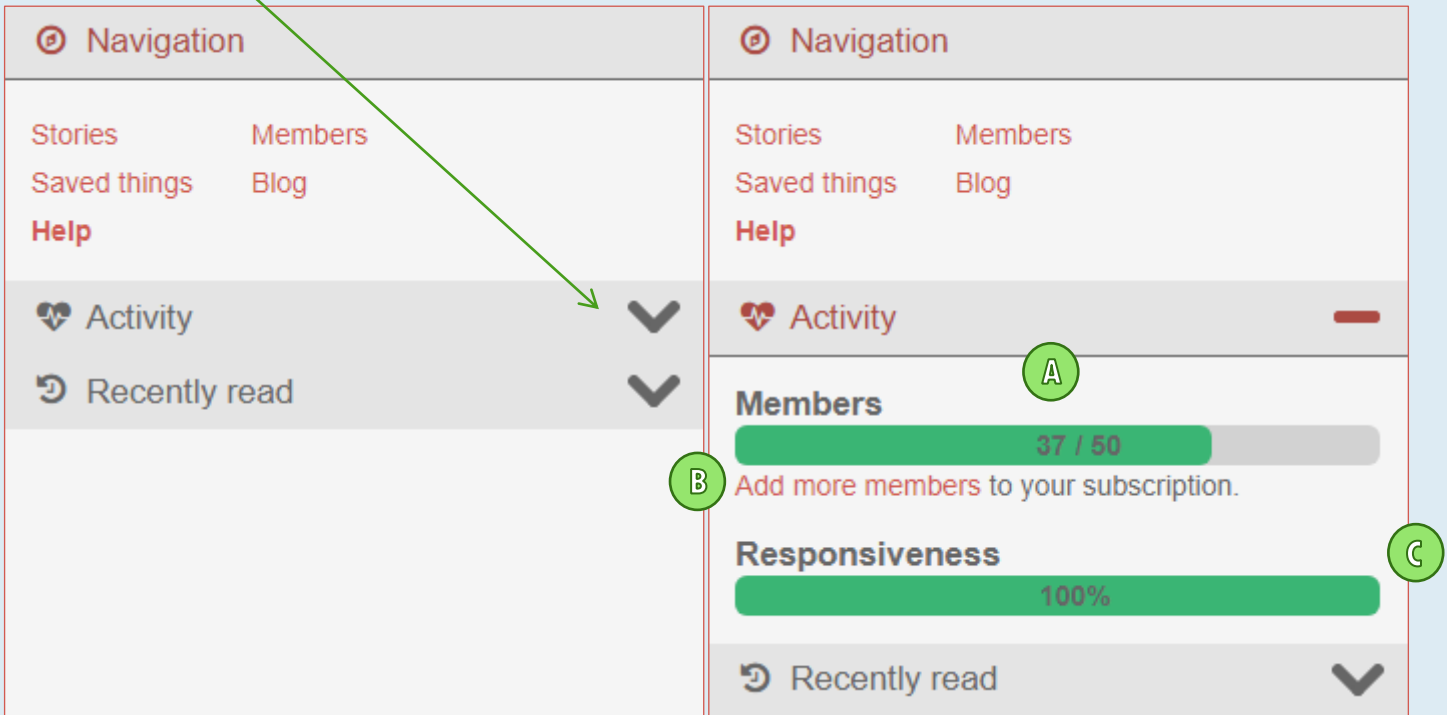 Navigation
Stories Members
Saved things Blog
Help
Activity
Recently read
Navigation
Stories Members
Saved things Blog
Help
Activity
A
Members
37 / 50
B
Add more members to your subscription.
Responsiveness
C
100%
Recently read